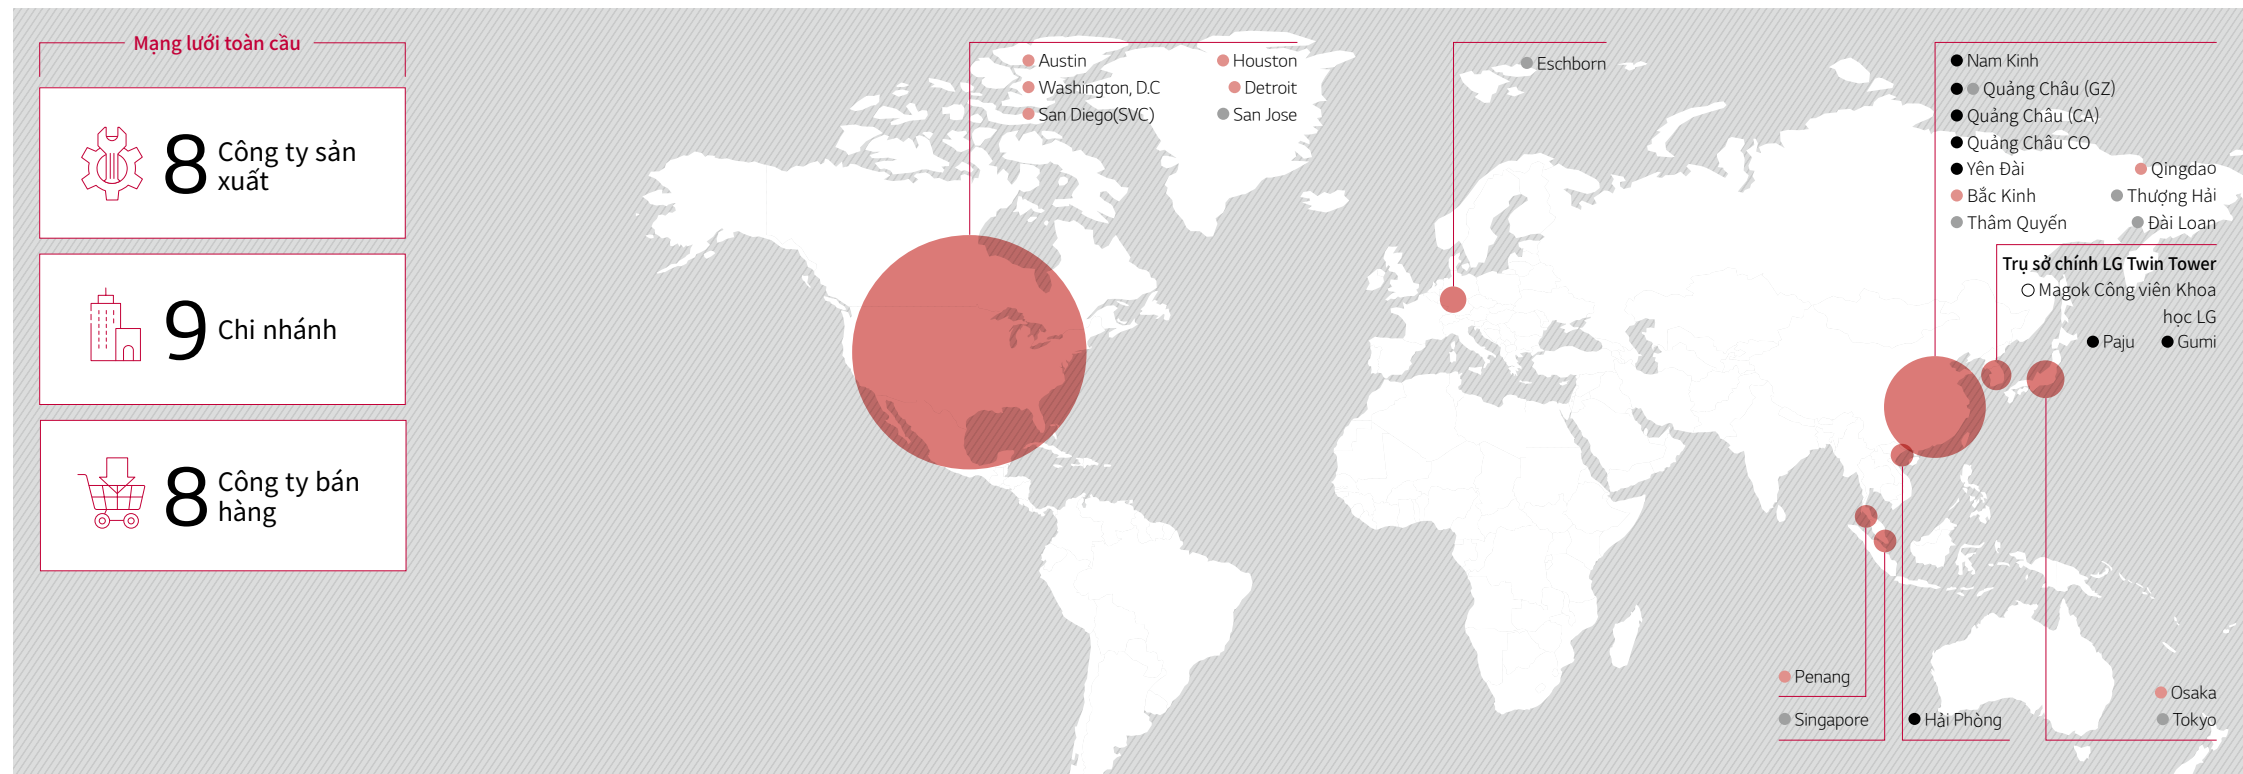 Mạng lưới toàn cầu
8 Công ty sản
xuất
9 Chi nhánh
8 Công ty bán
hàng
Austin
Houston
Washington, D.C
Detroit
San Diego(SVC)
San Jose
Eschborn
Nam Kinh
Quảng Châu (GZ)
Quảng Châu (CA)
Quảng Châu CO
Yên Đài
Qingdao
Bắc Kinh
Thượng Hải
Thâm Quyến
Đài Loan
Trụ sở chính LG Twin Tower
Magok Công viên Khoa
học LG
Paju
Gumi
Penang
Singapore
Hải Phòng
Osaka
Tokyo